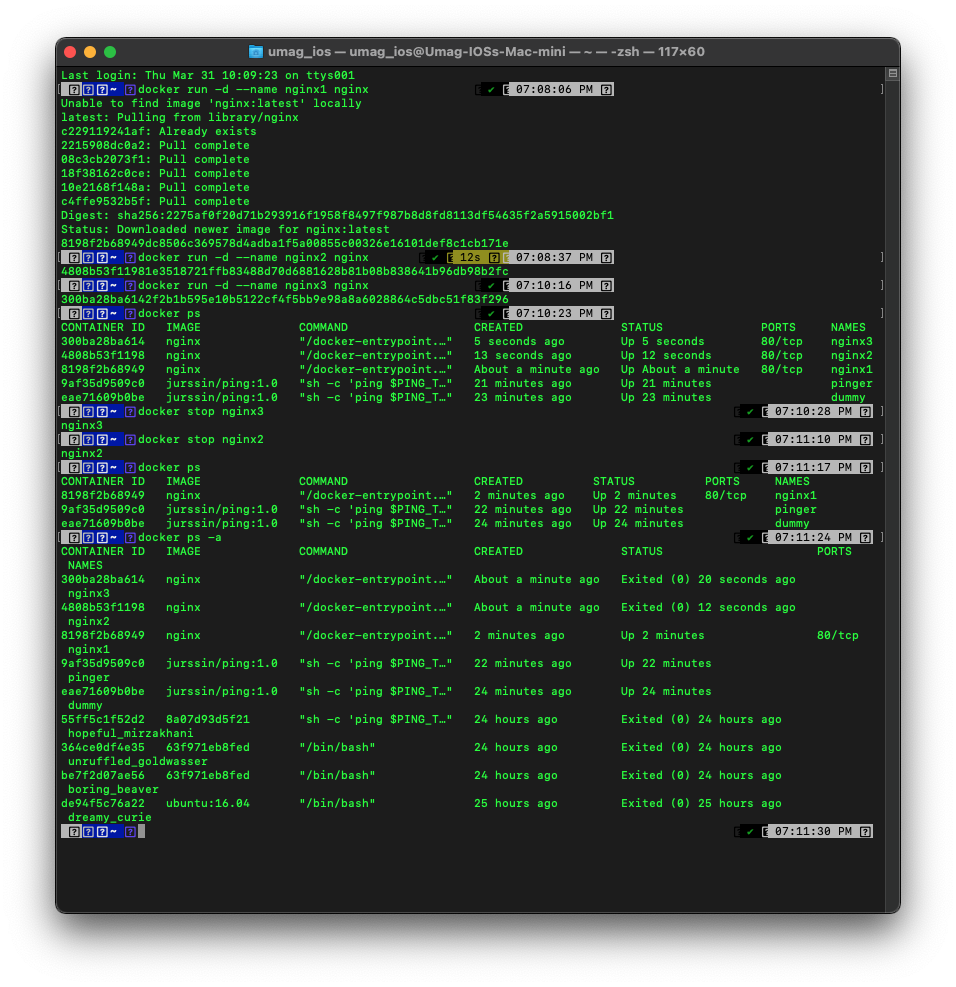 umag_ios — umag_ios@Umag-IOSs-Mac-mini — ~ — -zsh — 117×60
Last login: Thu Mar 31 10:09:23 on ttys001
~ docker run -d --name nginx1 nginx ✔ 07:08:06 PM
Unable to find image 'nginx:latest' locally
latest: Pulling from library/nginx
c229119241af: Already exists
2215908dc0a2: Pull complete
08c3cb2073f1: Pull complete
18f38162c0ce: Pull complete
10e2168f148a: Pull complete
c4ffe9532b5f: Pull complete
Digest: sha256:2275af0f20d71b293916f1958f8497f987b8d8fd8113df54635f2a5915002bf1
Status: Downloaded newer image for nginx:latest
8198f2b68949dc8506c369578d4adba1f5a00855c00326e16101def8c1cb171e
~ docker run -d --name nginx2 nginx ✔ 12s 07:08:37 PM
4808b53f11981e3518721ffb83488d70d6881628b81b08b838641b96db98b2fc
~ docker run -d --name nginx3 nginx ✔ 07:10:16 PM
300ba28ba6142f2b1b595e10b5122cf4f5bb9e98a8a6028864c5dbc51f83f296
~ docker ps ✔ 07:10:23 PM
CONTAINER ID IMAGE COMMAND CREATED STATUS PORTS NAMES
300ba28ba614 nginx "/docker-entrypoint.…" 5 seconds ago Up 5 seconds 80/tcp nginx3
4808b53f1198 nginx "/docker-entrypoint.…" 13 seconds ago Up 12 seconds 80/tcp nginx2
8198f2b68949 nginx "/docker-entrypoint.…" About a minute ago Up About a minute 80/tcp nginx1
9af35d9509c0 jurssin/ping:1.0 "sh -c 'ping $PING_T…" 21 minutes ago Up 21 minutes pinger
eae71609b0be jurssin/ping:1.0 "sh -c 'ping $PING_T…" 23 minutes ago Up 23 minutes dummy
~ docker stop nginx3 ✔ 07:10:28 PM
nginx3
~ docker stop nginx2 ✔ 07:11:10 PM
nginx2
~ docker ps ✔ 07:11:17 PM
CONTAINER ID IMAGE COMMAND CREATED STATUS PORTS NAMES
8198f2b68949 nginx "/docker-entrypoint.…" 2 minutes ago Up 2 minutes 80/tcp nginx1
9af35d9509c0 jurssin/ping:1.0 "sh -c 'ping $PING_T…" 22 minutes ago Up 22 minutes pinger
eae71609b0be jurssin/ping:1.0 "sh -c 'ping $PING_T…" 24 minutes ago Up 24 minutes dummy
~ docker ps -a ✔ 07:11:24 PM
CONTAINER ID IMAGE COMMAND CREATED STATUS PORTS
NAMES
300ba28ba614 nginx "/docker-entrypoint.…" About a minute ago Exited (0) 20 seconds ago
nginx3
4808b53f1198 nginx "/docker-entrypoint.…" About a minute ago Exited (0) 12 seconds ago
nginx2
8198f2b68949 nginx "/docker-entrypoint.…" 2 minutes ago Up 2 minutes 80/tcp
nginx1
9af35d9509c0 jurssin/ping:1.0 "sh -c 'ping $PING_T…" 22 minutes ago Up 22 minutes
pinger
eae71609b0be jurssin/ping:1.0 "sh -c 'ping $PING_T…" 24 minutes ago Up 24 minutes
dummy
55ff5c1f52d2 8a07d93d5f21 "sh -c 'ping $PING_T…" 24 hours ago Exited (0) 24 hours ago
hopeful_mirzakhani
364ce0df4e35 63f971eb8fed "/bin/bash" 24 hours ago Exited (0) 24 hours ago
unruffled_goldwasser
be7f2d07ae56 63f971eb8fed "/bin/bash" 24 hours ago Exited (0) 24 hours ago
boring_beaver
de94f5c76a22 ubuntu:16.04 "/bin/bash" 25 hours ago Exited (0) 25 hours ago
dreamy_curie
~ ✔ 07:11:30 PM